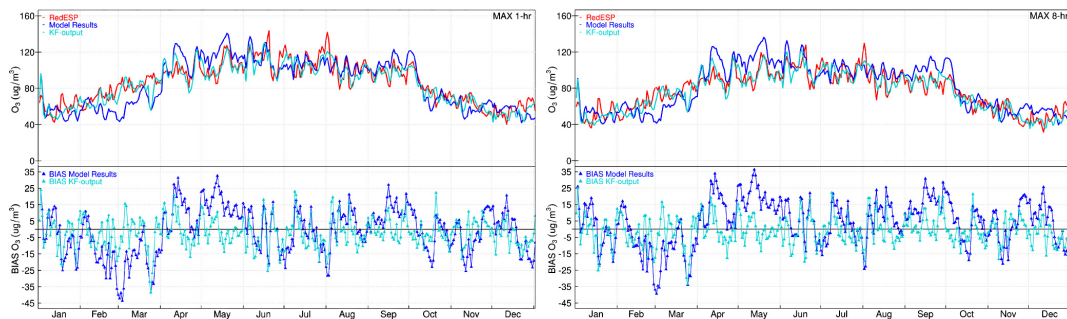 160
120
80
40
0
O₃ (ug/m³)
RedESP
Model Results
KF-output
MAX 1-hr
35
25
15
5
-5
-15
-25
-35
-45
BIAS O₃ (ug/m³)
BIAS Model Results
BIAS KF-output
Jan Feb Mar Apr May Jun Jul Aug Sep Oct Nov Dec
160
120
80
40
0
O₃ (ug/m³)
RedESP
Model Results
KF-output
MAX 8-hr
35
25
15
5
-5
-15
-25
-35
-45
BIAS O₃ (ug/m³)
BIAS Model Results
BIAS KF-output
Jan Feb Mar Apr May Jun Jul Aug Sep Oct Nov Dec